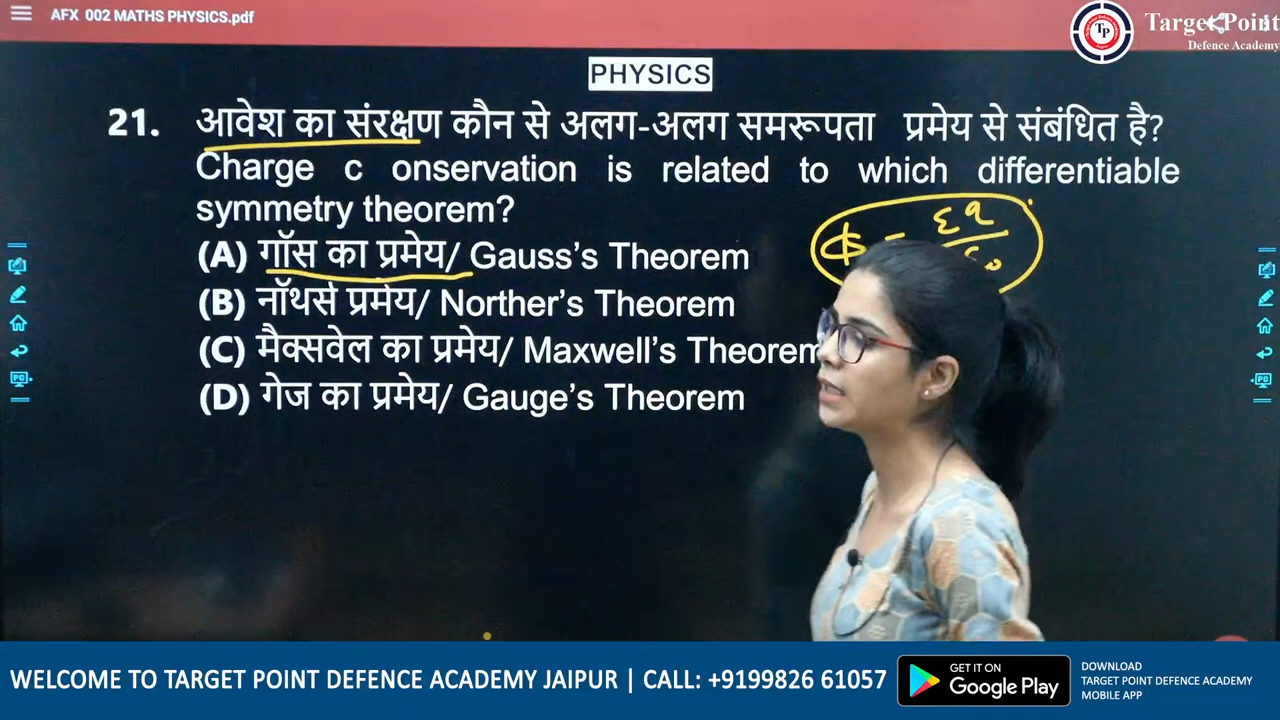 AFX 002 MATHS PHYSICS.pdf
Target Point
Defence Academy
TP
PHYSICS
21. आवेश का संरक्षण कौन से अलग-अलग समरूपता प्रमेय से संबंधित है?
Charge c onservation is related to which differentiable
symmetry theorem?
(A) गॉस का प्रमेय/ Gauss's Theorem
(B) नॉथर्स प्रमेय/ Norther's Theorem
(C) मैक्सवेल का प्रमेय/ Maxwell's Theorem
(D) गेज का प्रमेय/ Gauge's Theorem
WELCOME TO TARGET POINT DEFENCE ACADEMY JAIPUR | CALL: +9199826 61057
GET IT ON
Google Play
DOWNLOAD
TARGET POINT DEFENCE ACADEMY
MOBILE APP